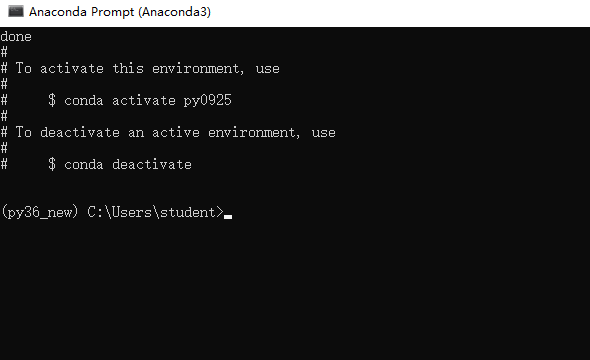 Anaconda Prompt (Anaconda3)
done
#
# To activate this environment, use
#
#     $ conda activate py0925
#
# To deactivate an active environment, use
#
#     $ conda deactivate
(py36_new) C:\Users\student>